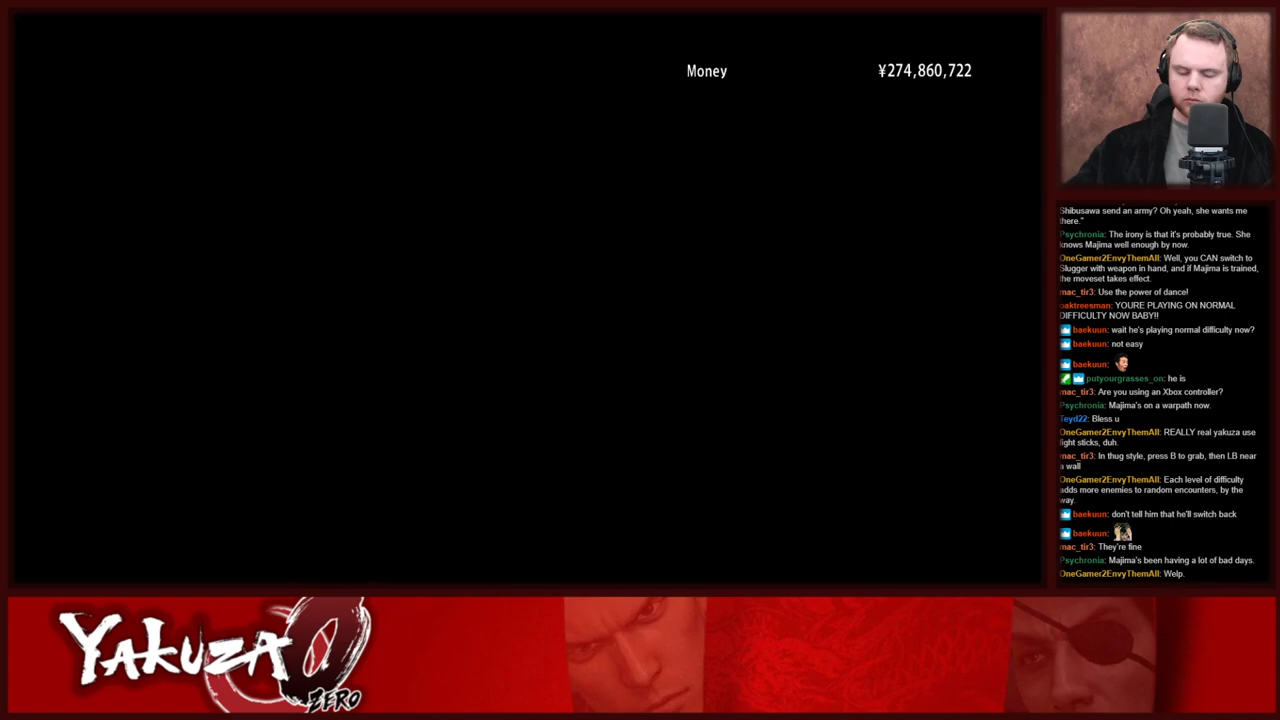 Money ¥274,860,722
Shibusawa send an army? Oh yeah, she wants me
there."
Psychronia: The irony is that it's probably true. She
knows Majima well enough by now.
OneGamer2EnvyThemAll: Well, you CAN switch to
Slugger with weapon in hand, and if Majima is trained,
the moveset takes effect.
mac_tir3: Use the power of dance!
oaktreesman: YOURE PLAYING ON NORMAL
DIFFICULTY NOW BABY!!
baekuun: wait he's playing normal difficulty now?
baekuun: not easy
baekuun:
putyourgrasses_on: he is
mac_tir3: Are you using an Xbox controller?
Psychronia: Majima's on a warpath now.
Teyd22: Bless u
OneGamer2EnvyThemAll: REALLY real yakuza use
fight sticks, duh.
mac_tir3: In thug style, press B to grab, then LB near
a wall
OneGamer2EnvyThemAll: Each level of difficulty
adds more enemies to random encounters, by the
way.
baekuun: don't tell him that he'll switch back
baekuun:
mac_tir3: They're fine
Psychronia: Majima's been having a lot of bad days.
OneGamer2EnvyThemAll: Welp.
YAKUZA 0
ZERO